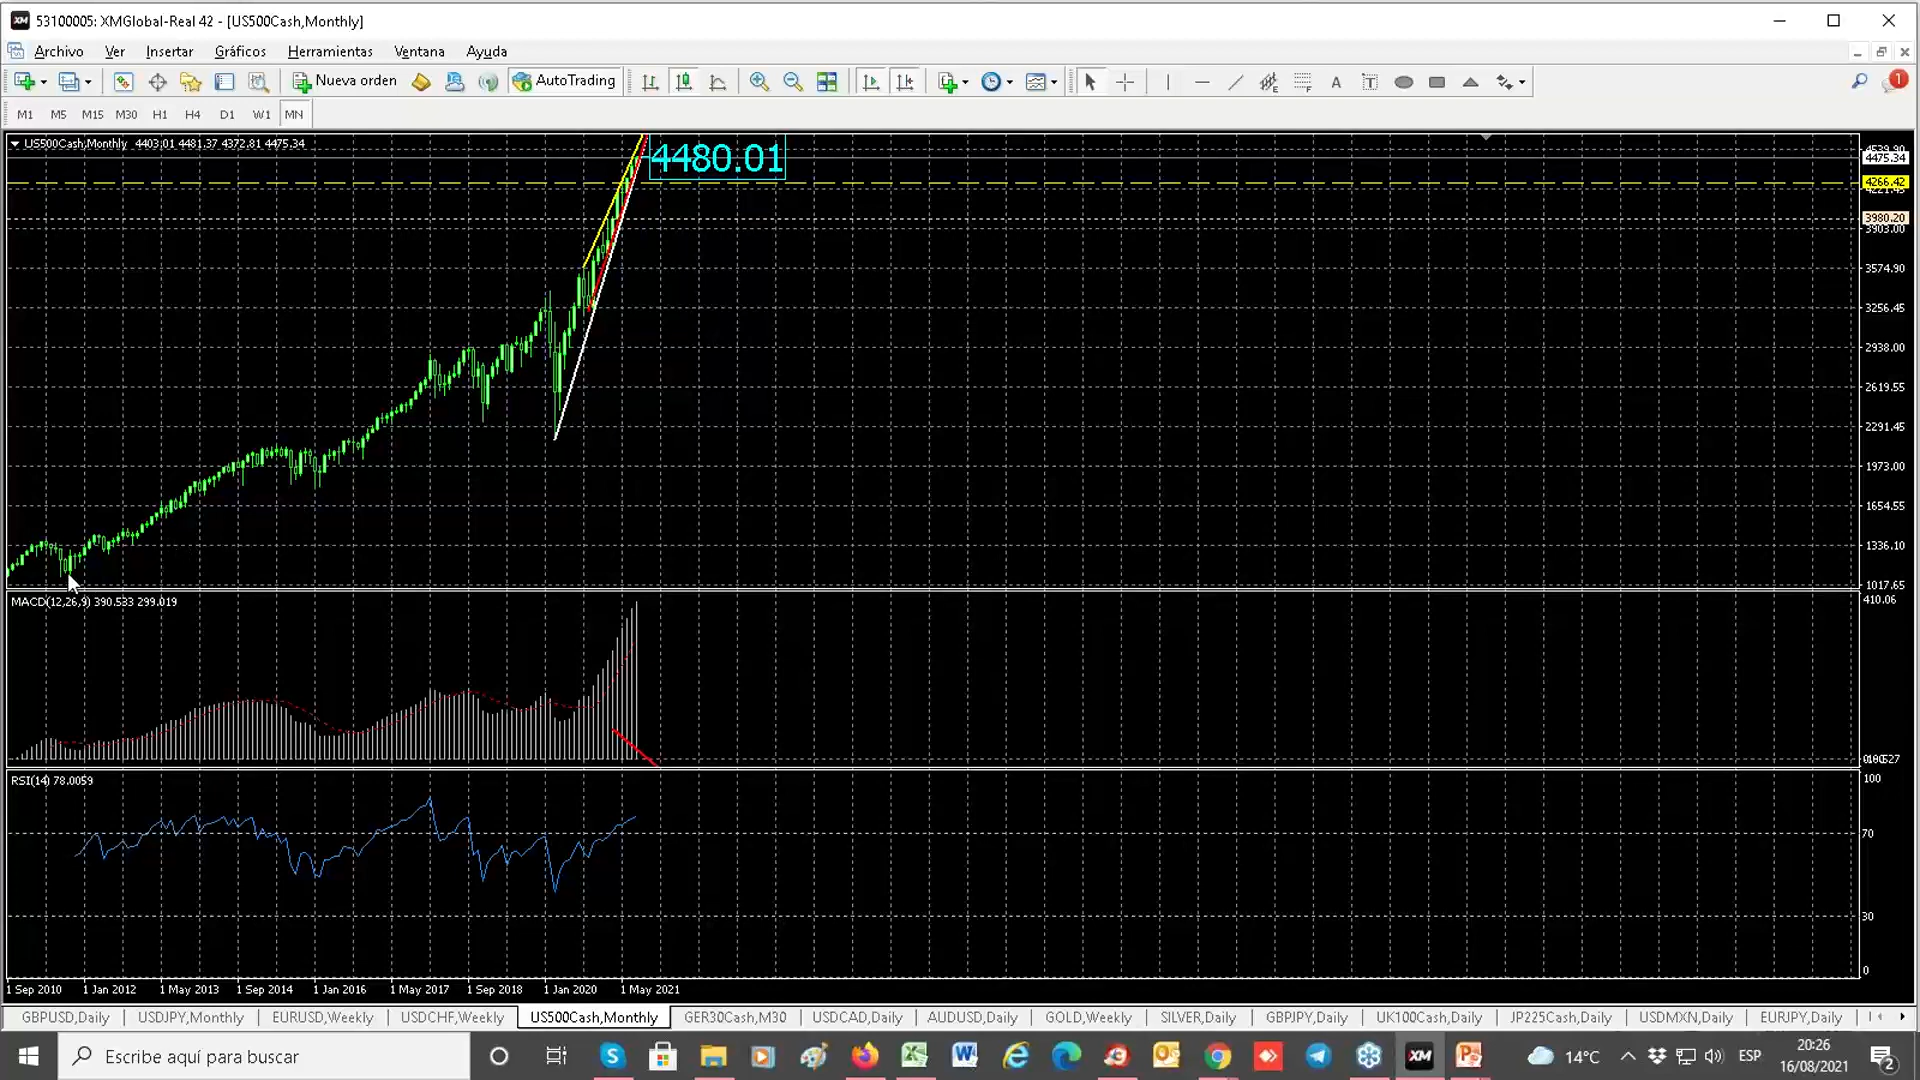 53100005: XMGlobal-Real 42 - [US500Cash,Monthly]
Archivo Ver Insertar Gráficos Herramientas Ventana Ayuda
Nueva orden AutoTrading A T 1
M1 M5 M15 M30 H1 H4 D1 W1 MN
US500Cash,Monthly 4403.01 4481.37 4372.81 4475.34
4480.01
4539.90
4475.34
4266.42
3980.20
3903.00
3574.90
3256.45
2938.00
2619.55
2291.45
1973.00
1654.55
1336.10
1017.65
MACD(12,26,9) 390.533 299.019
410.06
RSI(14) 78.0059
100
70
30
0
1 Sep 2010 1 Jan 2012 1 May 2013 1 Sep 2014 1 Jan 2016 1 May 2017 1 Sep 2018 1 Jan 2020 1 May 2021
GBPUSD,Daily USDJPY,Monthly EURUSD,Weekly USDCHF,Weekly US500Cash,Monthly GER30Cash,M30 USDCAD,Daily AUDUSD,Daily GOLD,Weekly SILVER,Daily GBPJPY,Daily UK100Cash,Daily JP225Cash,Daily USDMXN,Daily EURJPY,Daily
Escribe aquí para buscar
14°C ESP
20:26
16/08/2021
2